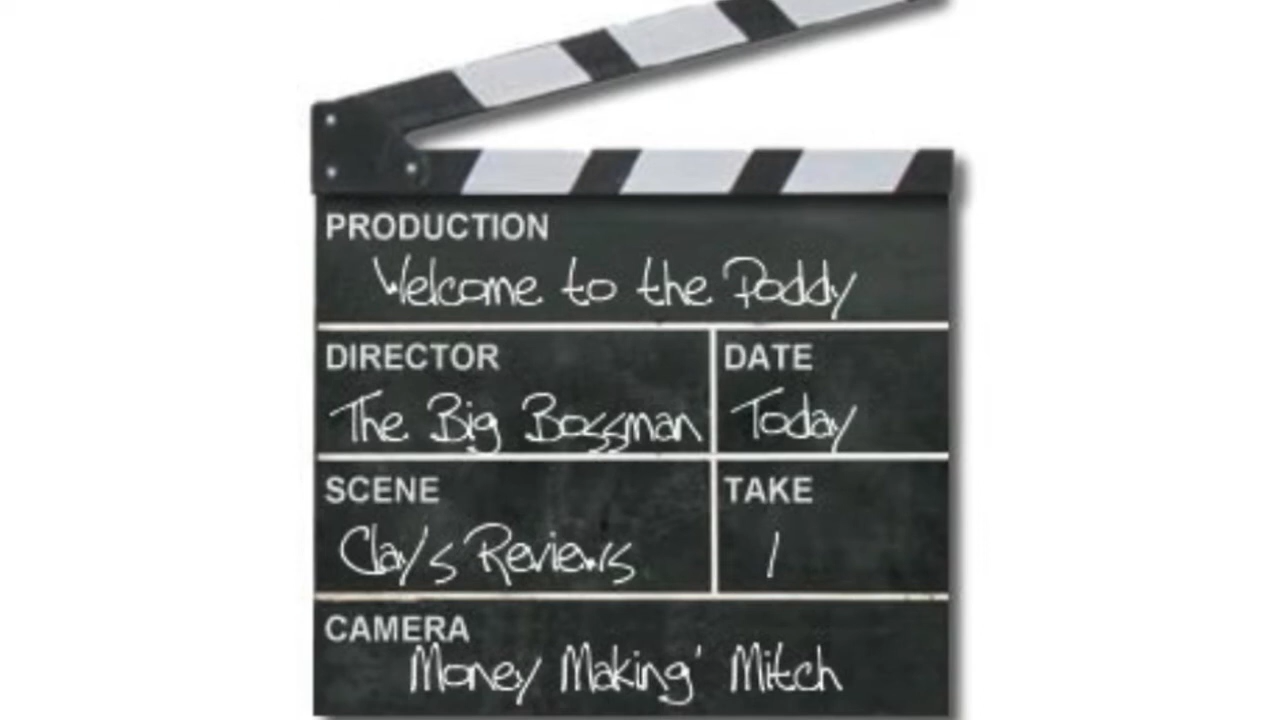 PRODUCTION
Welcome to the Poddy
DIRECTOR
The Big Bossman
DATE
Today
SCENE
Clay's Reviews
TAKE
1
CAMERA
Money Making' Mitch